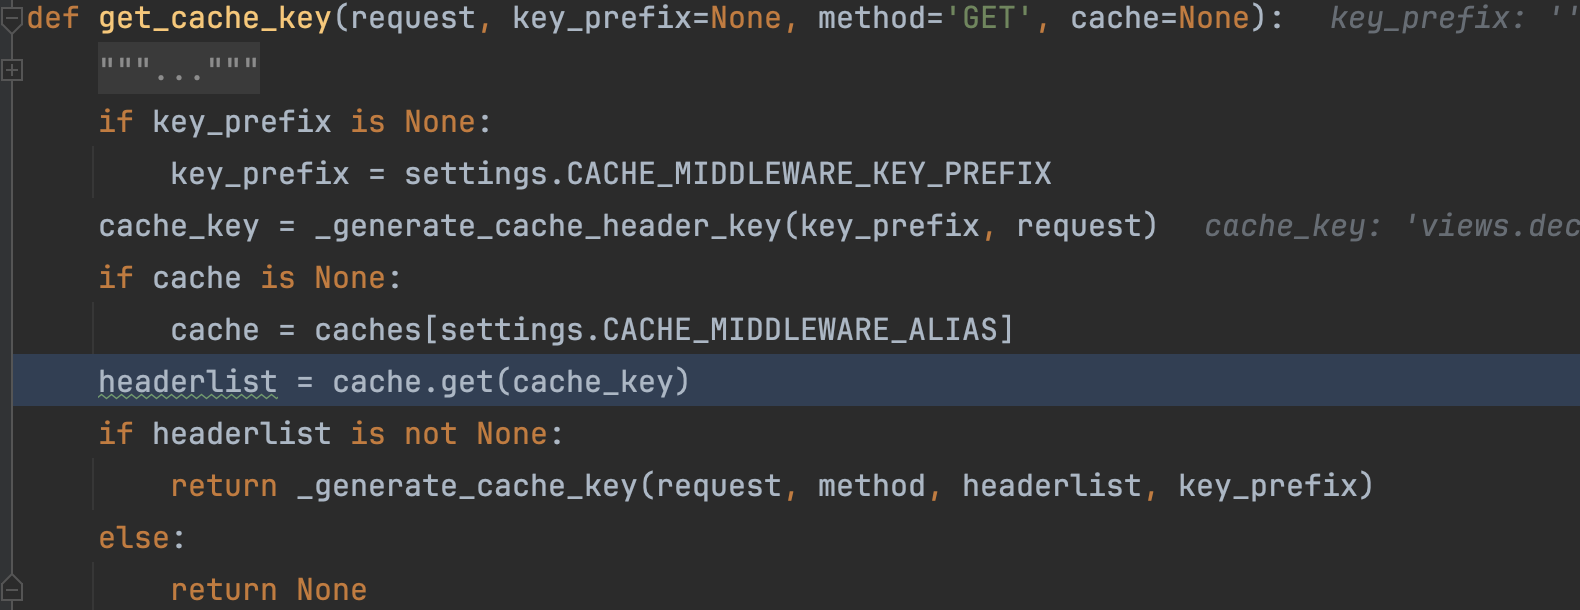 def get_cache_key(request, key_prefix=None, method='GET', cache=None):   key_prefix: ''
    """..."""
    if key_prefix is None:
        key_prefix = settings.CACHE_MIDDLEWARE_KEY_PREFIX
    cache_key = _generate_cache_header_key(key_prefix, request)   cache_key: 'views.dec
    if cache is None:
        cache = caches[settings.CACHE_MIDDLEWARE_ALIAS]
    headerlist = cache.get(cache_key)
    if headerlist is not None:
        return _generate_cache_key(request, method, headerlist, key_prefix)
    else:
        return None